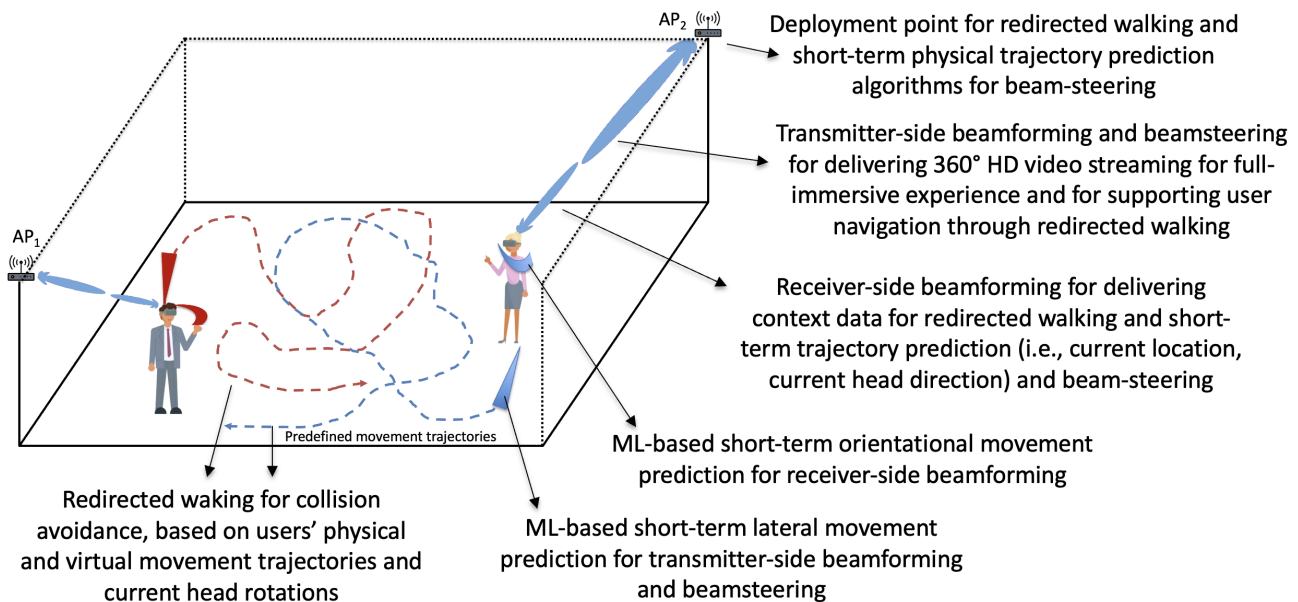 AP2
Deployment point for redirected walking and
short-term physical trajectory prediction
algorithms for beam-steering
Transmitter-side beamforming and beamsteering
for delivering 360° HD video streaming for full-
immersive experience and for supporting user
navigation through redirected walking
AP1
Receiver-side beamforming for delivering
context data for redirected walking and short-
term trajectory prediction (i.e., current location,
current head direction) and beam-steering
Predefined movement trajectories
ML-based short-term orientational movement
prediction for receiver-side beamforming
Redirected waking for collision
avoidance, based on users’ physical
and virtual movement trajectories and
current head rotations
ML-based short-term lateral movement
prediction for transmitter-side beamforming
and beamsteering